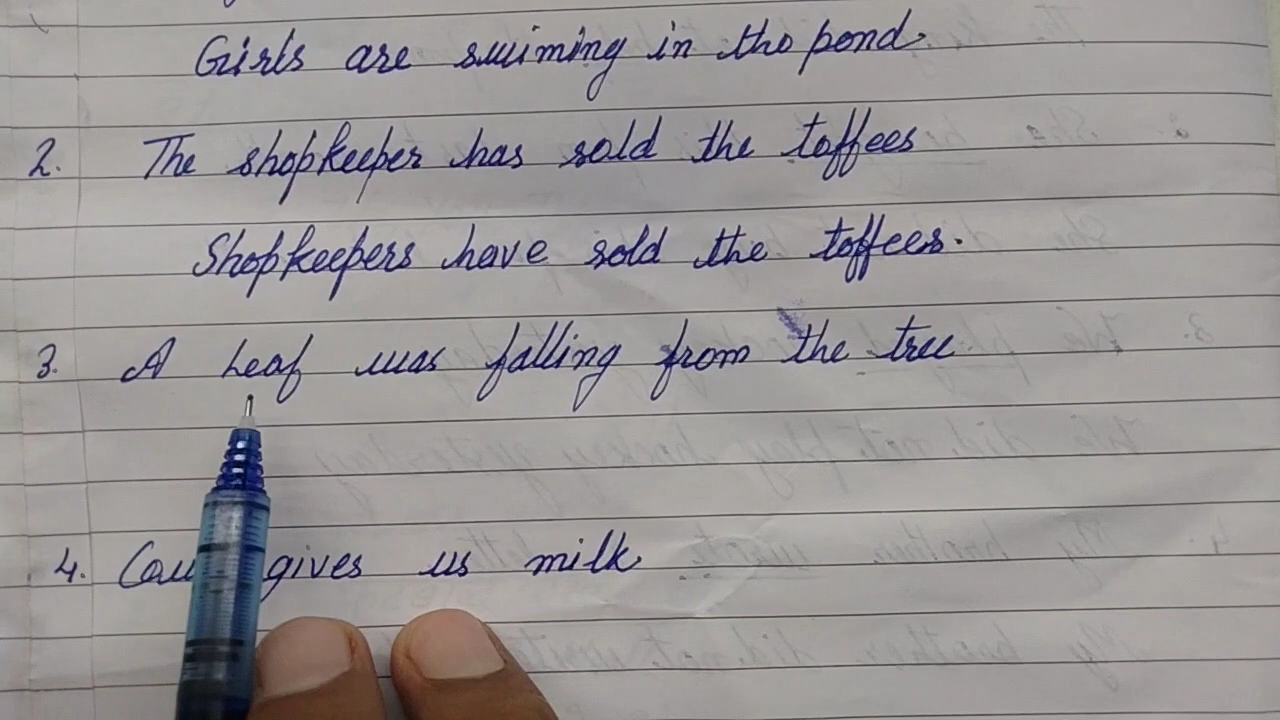 Girls are swiming in the pond.
2. The shopkeeper has sold the toffees
Shopkeepers have sold the toffees.
3. A Leaf was falling from the tree
4. gives us milk